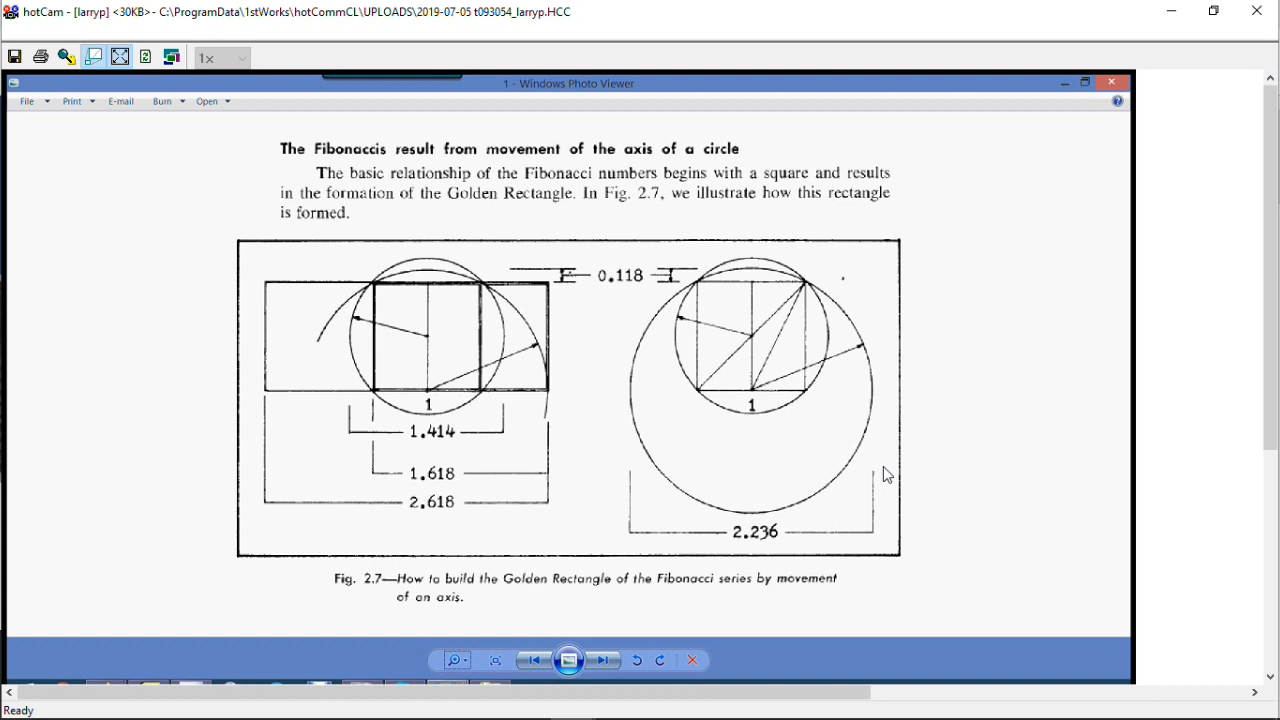 hotCam - [larryp] <30KB>- C:\ProgramData\1stWorks\hotCommCL\UPLOADS\2019-07-05 t093054_larryp.HCC
1x
1 - Windows Photo Viewer
File Print E-mail Burn Open
The Fibonaccis result from movement of the axis of a circle
The basic relationship of the Fibonacci numbers begins with a square and results
in the formation of the Golden Rectangle. In Fig. 2.7, we illustrate how this rectangle
is formed.
0.118
1 1
1.414
1.618
2.618
2.236
Fig. 2.7—How to build the Golden Rectangle of the Fibonacci series by movement
of an axis.
Ready